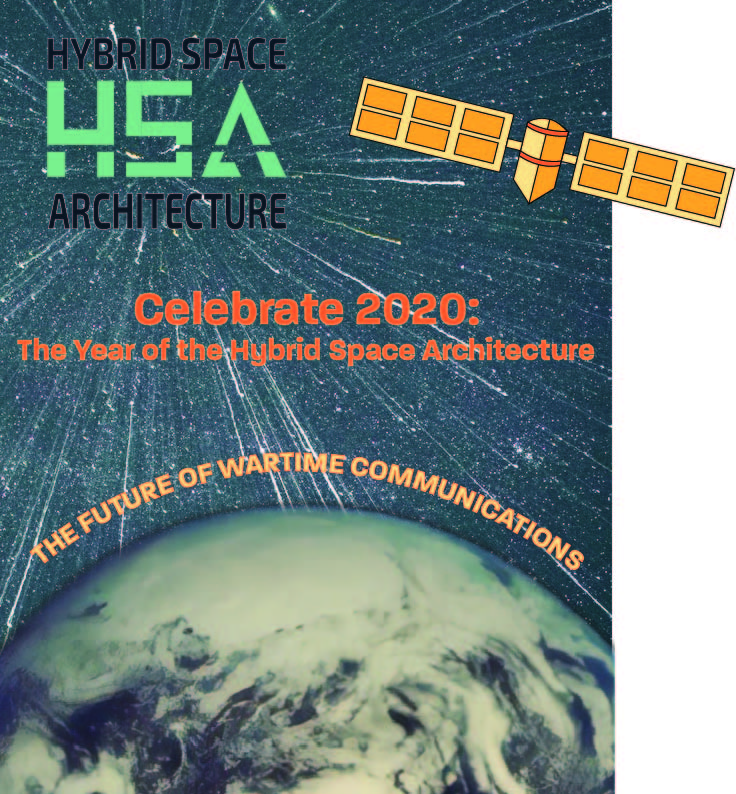 HYBRID SPACE
HSA
ARCHITECTURE
Celebrate 2020:
The Year of the Hybrid Space Architecture
THE FUTURE OF WARTIME COMMUNICATIONS